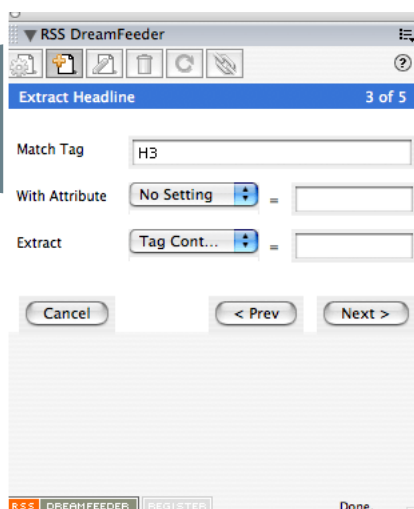 RSS DreamFeeder
Extract Headline 3 of 5
Match Tag H3
With Attribute No Setting =
Extract Tag Cont... =
Cancel < Prev Next >
RSS DREAMFEEDER REGISTER Done